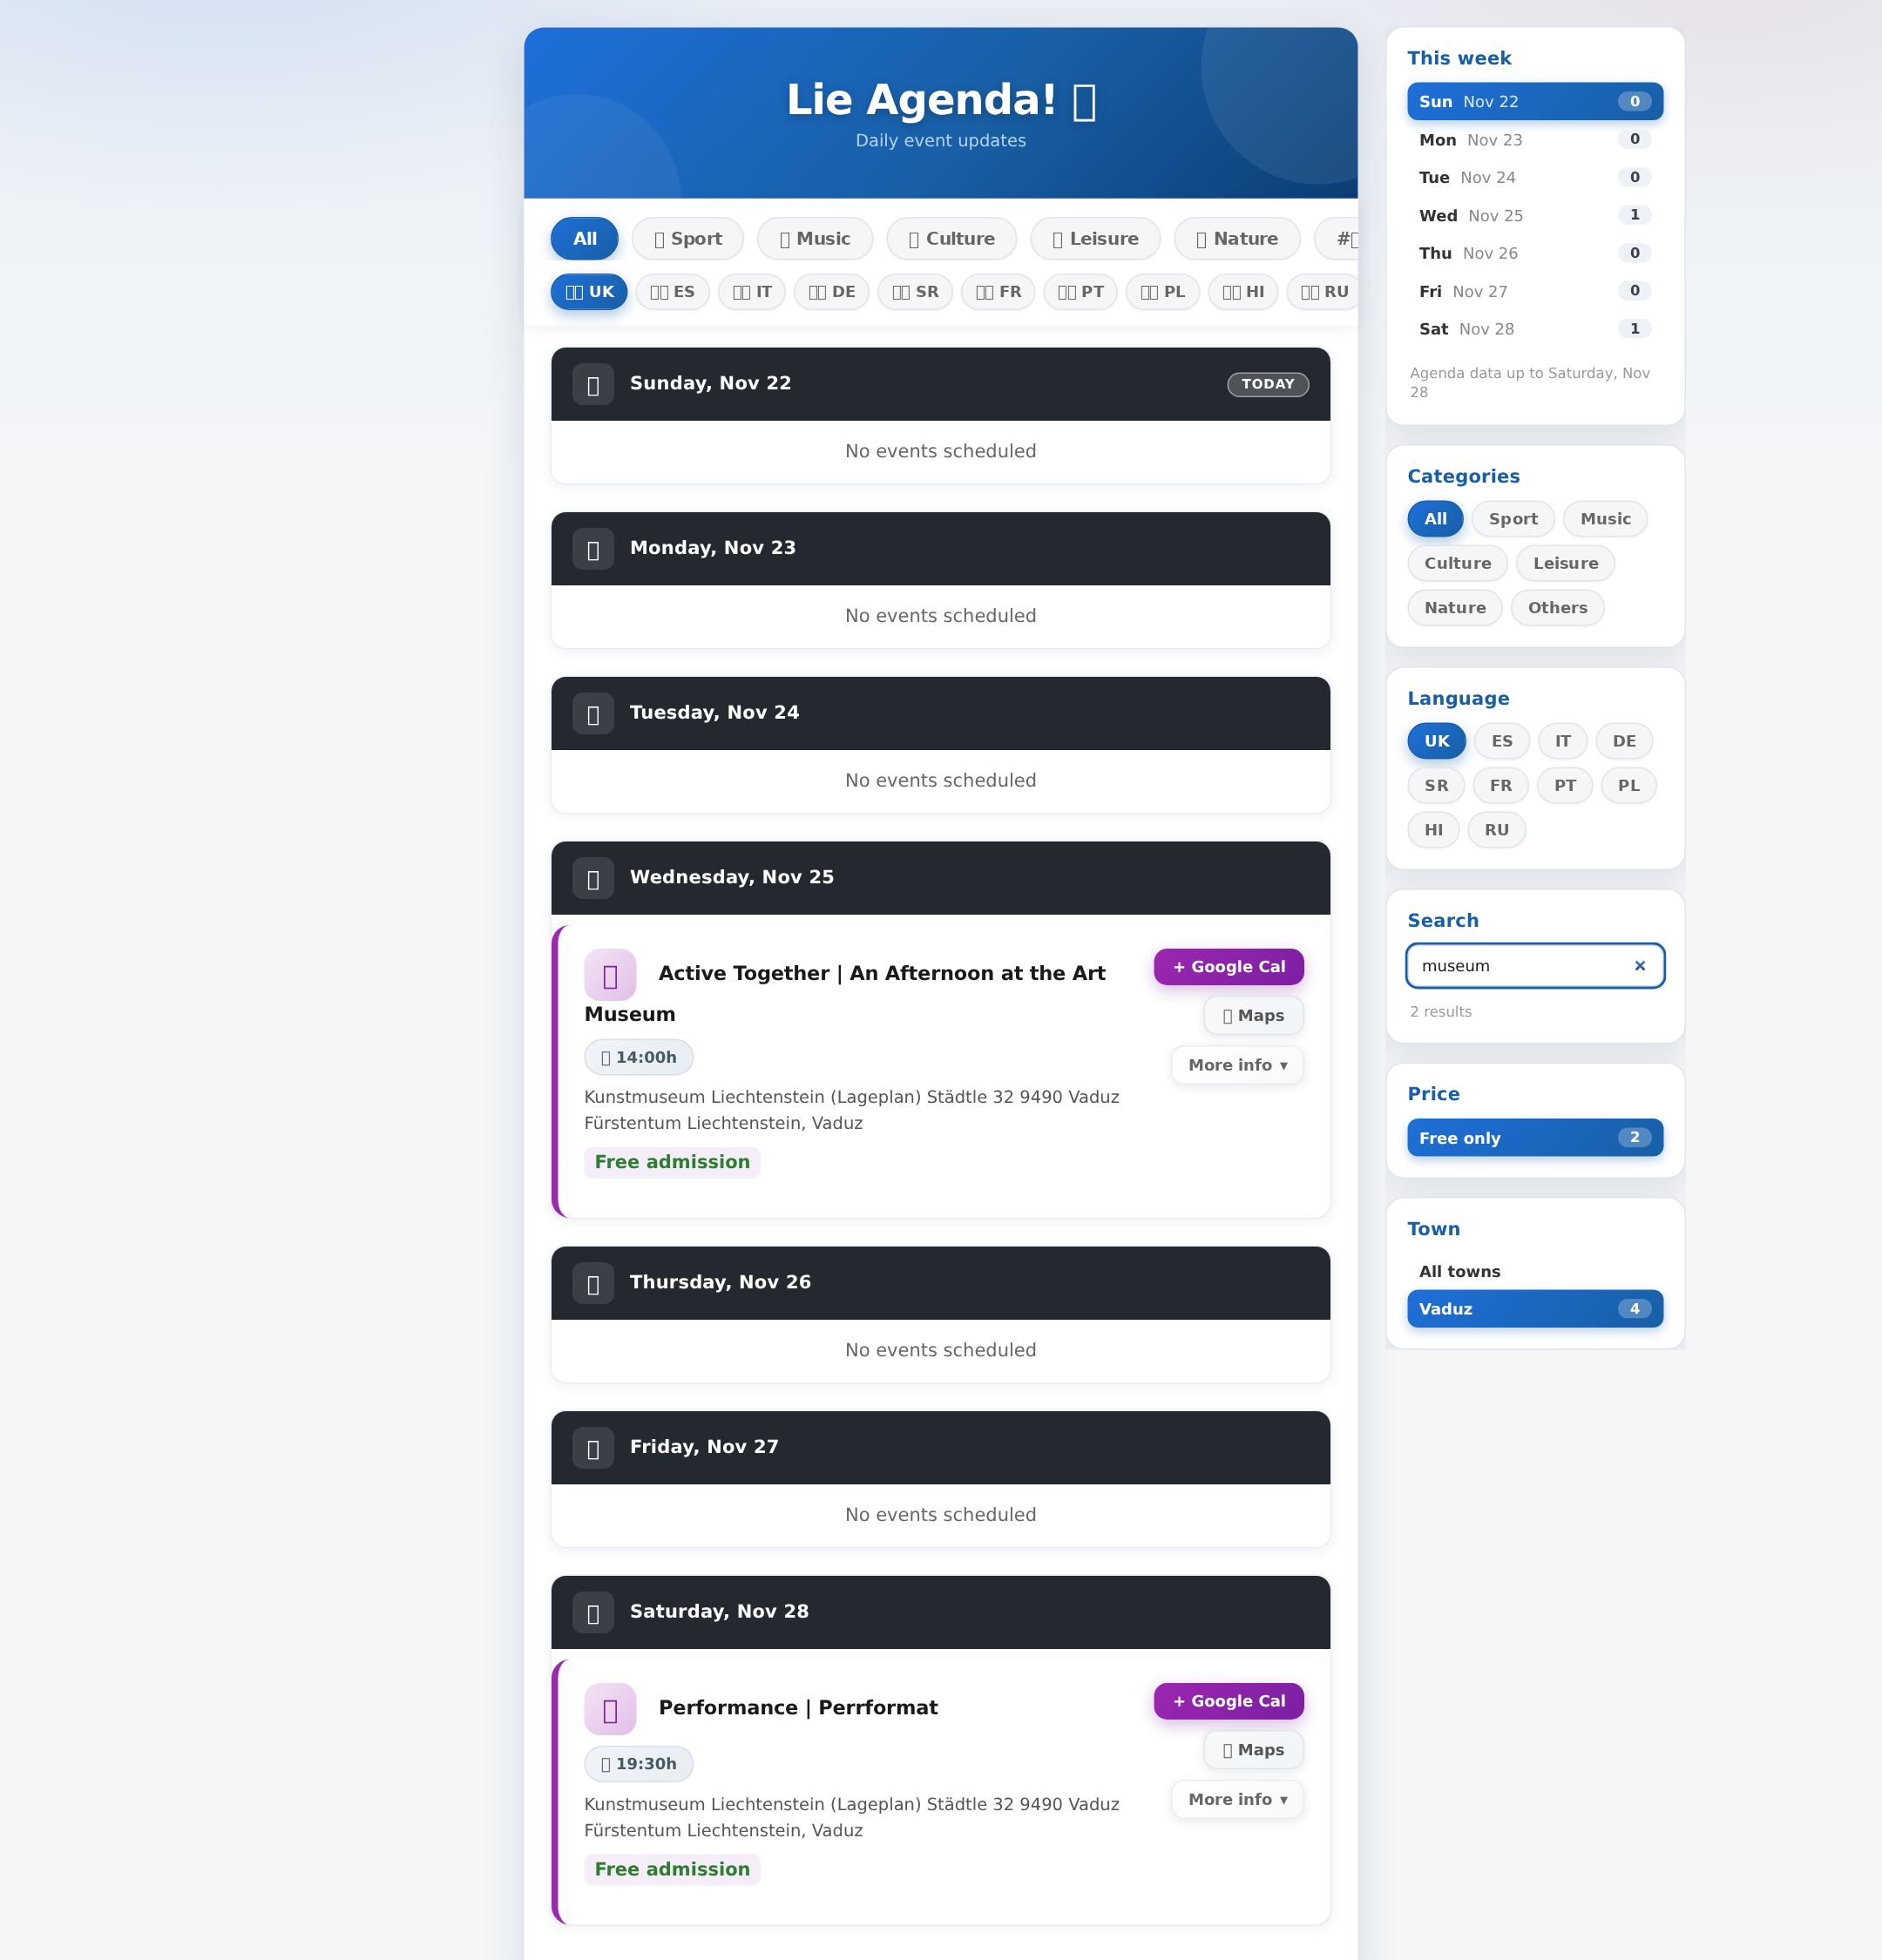 Lie Agenda!
Daily event updates
All
Sport
Music
Culture
Leisure
Nature
#
UK
ES
IT
DE
SR
FR
PT
PL
HI
RU
Sunday, Nov 22
TODAY
No events scheduled
Monday, Nov 23
No events scheduled
Tuesday, Nov 24
No events scheduled
Wednesday, Nov 25
Active Together | An Afternoon at the Art
Museum
14:00h
Kunstmuseum Liechtenstein (Lageplan) Städtle 32 9490 Vaduz
Fürstentum Liechtenstein, Vaduz
Free admission
+ Google Cal
Maps
More info ▾
Thursday, Nov 26
No events scheduled
Friday, Nov 27
No events scheduled
Saturday, Nov 28
Performance | Perrformat
19:30h
Kunstmuseum Liechtenstein (Lageplan) Städtle 32 9490 Vaduz
Fürstentum Liechtenstein, Vaduz
Free admission
+ Google Cal
Maps
More info ▾
This week
Sun Nov 22 0
Mon Nov 23 0
Tue Nov 24 0
Wed Nov 25 1
Thu Nov 26 0
Fri Nov 27 0
Sat Nov 28 1
Agenda data up to Saturday, Nov
28
Categories
All
Sport
Music
Culture
Leisure
Nature
Others
Language
UK
ES
IT
DE
SR
FR
PT
PL
HI
RU
Search
museum ×
2 results
Price
Free only 2
Town
All towns
Vaduz 4